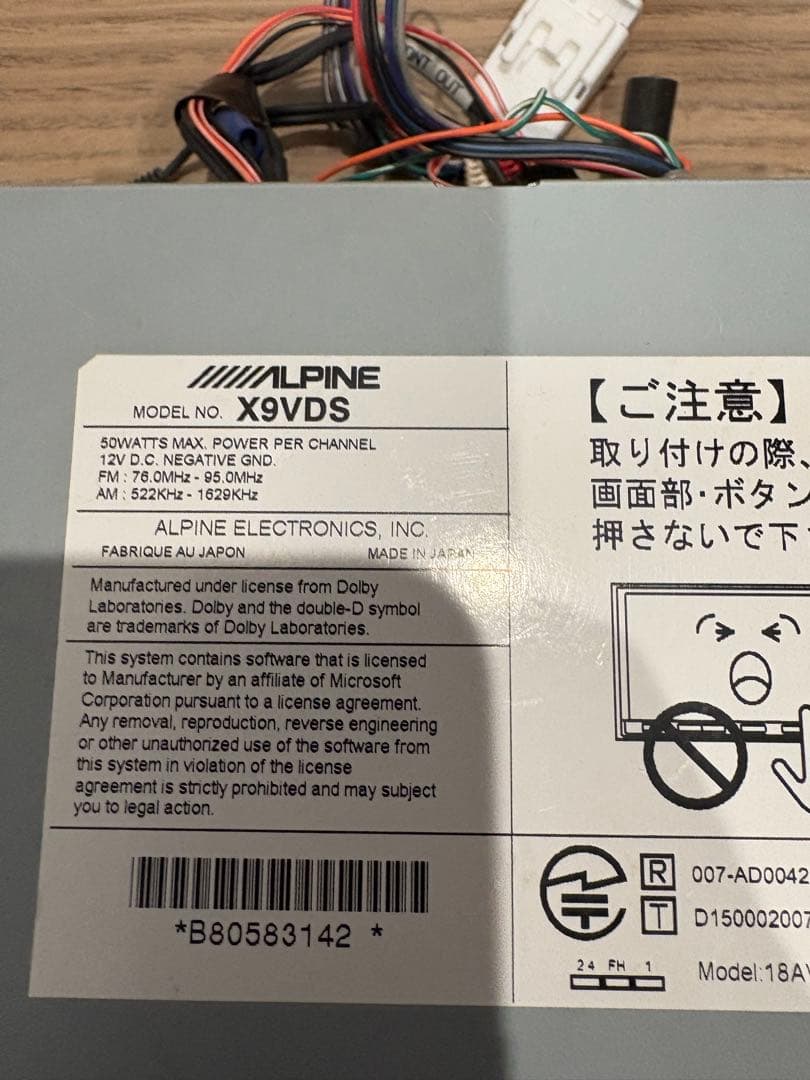 OUT
ALPINE
MODEL NO. X9VDS
50WATTS MAX. POWER PER CHANNEL
12V D.C. NEGATIVE GND.
FM : 76.0MHz - 95.0MHz
AM : 522KHz - 1629KHz
ALPINE ELECTRONICS, INC.
FABRIQUE AU JAPON MADE IN JAPAN
Manufactured under license from Dolby
Laboratories. Dolby and the double-D symbol
are trademarks of Dolby Laboratories.
This system contains software that is licensed
to Manufacturer by an affiliate of Microsoft
Corporation pursuant to a license agreement.
Any removal, reproduction, reverse engineering
or other unauthorized use of the software from
this system in violation of the license
agreement is strictly prohibited and may subject
you to legal action.
*B80583142 *
【ご注意】
取り付けの際、
画面部・ボタン
押さないで下
R 007-AD0042
T D150002007
24 FH 1
Model:18A